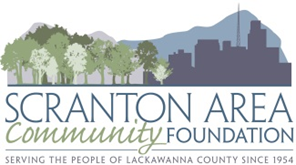 SCRANTON AREA
Community FOUNDATION
SERVING THE PEOPLE OF LACKAWANNA COUNTY SINCE 1954